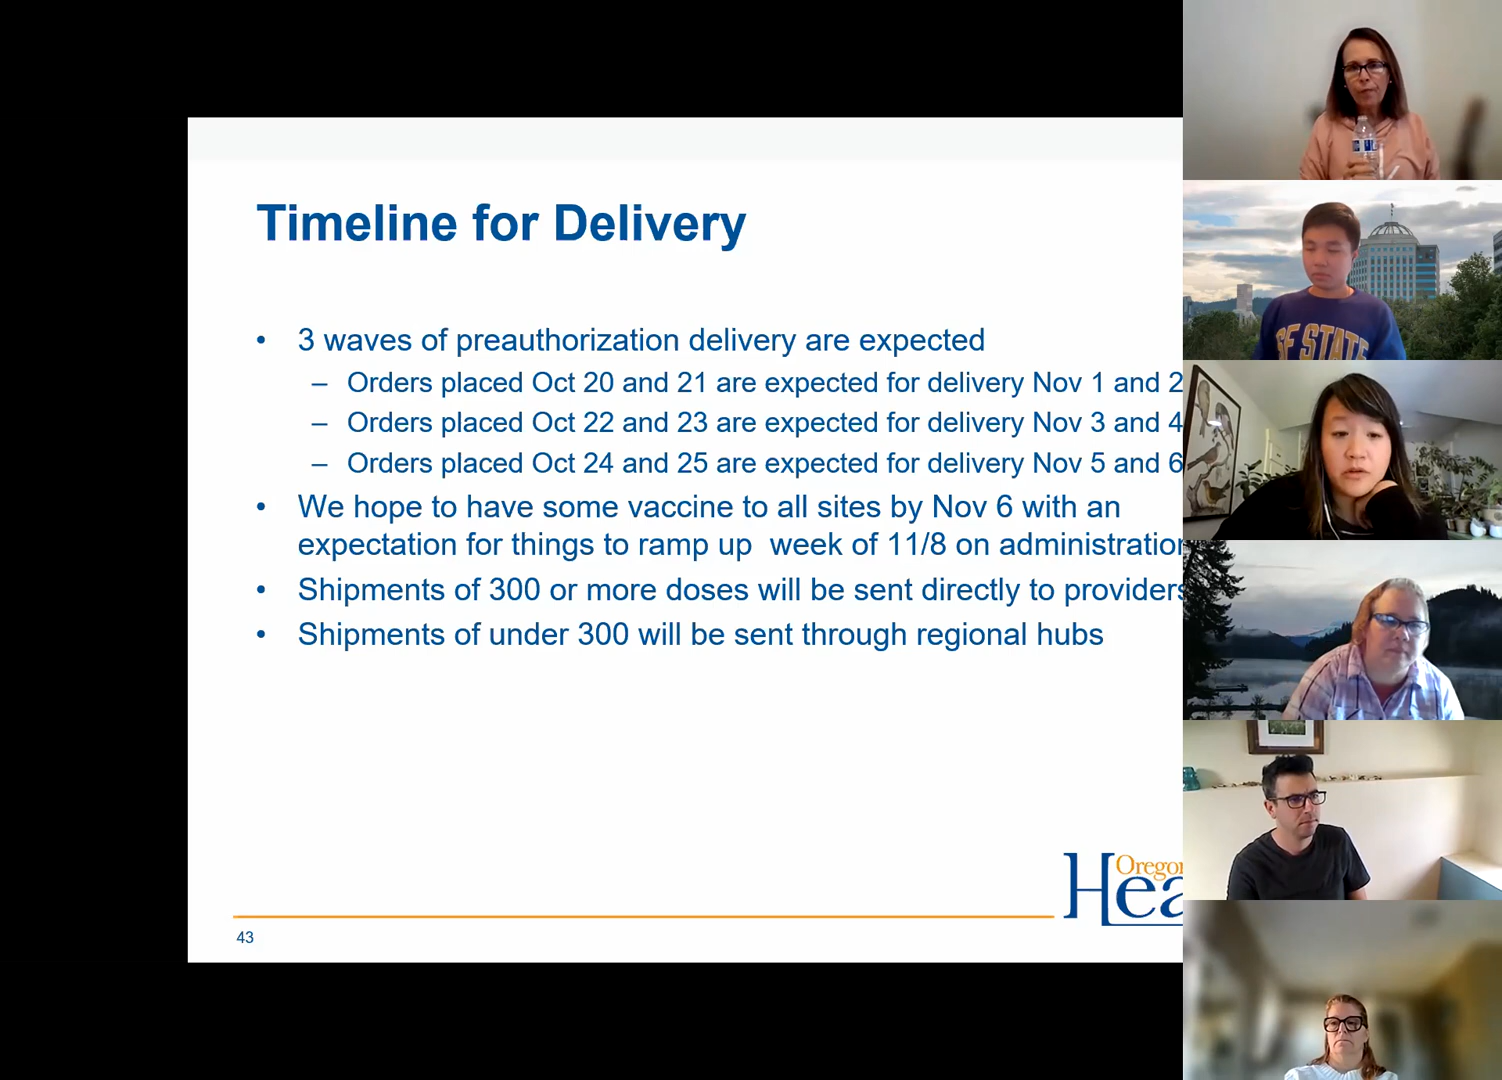 Timeline for Delivery
• 3 waves of preauthorization delivery are expected
– Orders placed Oct 20 and 21 are expected for delivery Nov 1 and 2
– Orders placed Oct 22 and 23 are expected for delivery Nov 3 and 4
– Orders placed Oct 24 and 25 are expected for delivery Nov 5 and 6
• We hope to have some vaccine to all sites by Nov 6 with an
expectation for things to ramp up  week of 11/8 on administration
• Shipments of 300 or more doses will be sent directly to providers
• Shipments of under 300 will be sent through regional hubs
Oregon
Hea
43
SF STATE